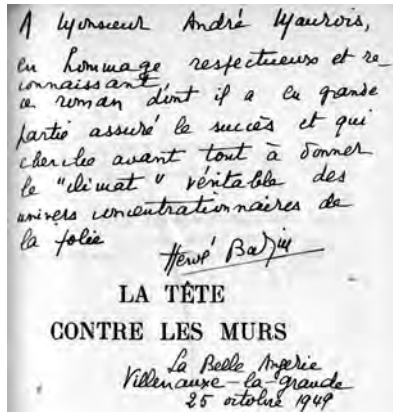 A Monsieur André Maurois,
en hommage respectueux et re_
connaissant,
ce roman dont il a en grande
partie assuré le succès et qui
cherche avant tout à donner
le "climat" véritable des
univers concentrationnaires de
la folie
Hervé Bazin
LA TÊTE
CONTRE LES MURS
La Belle Angerie
Villenauxe-la-grande
25 octobre 1949